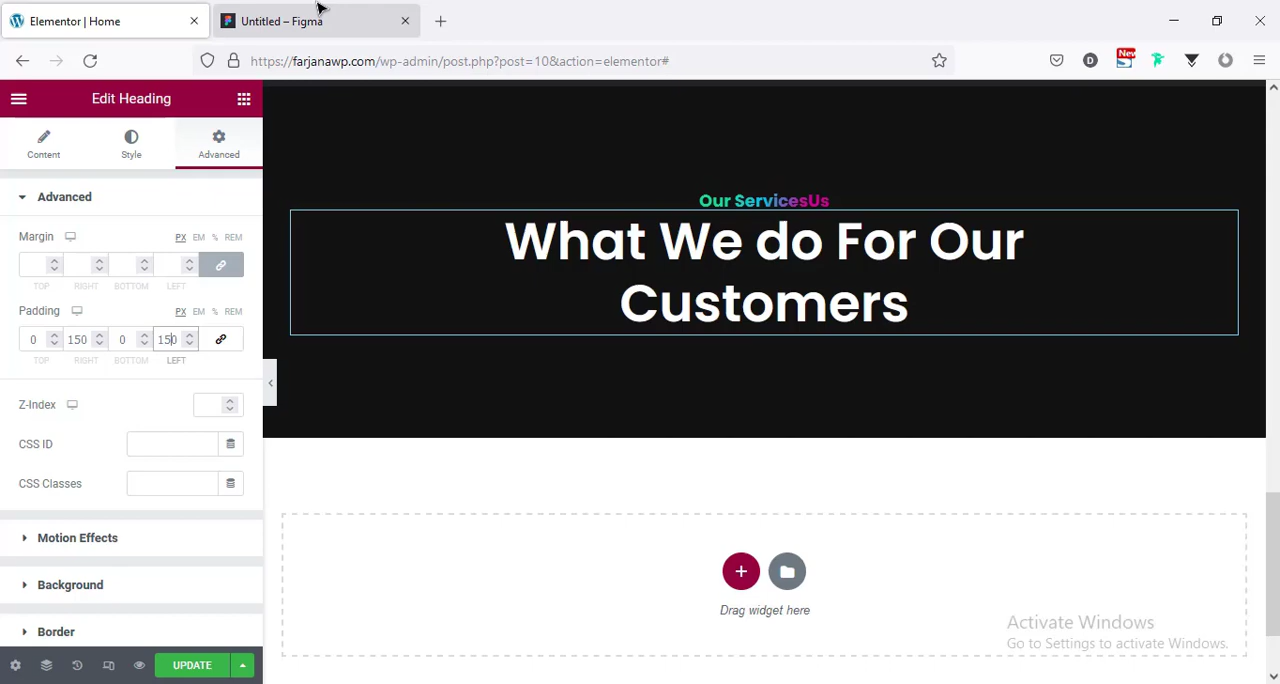 Elementor | Home
Untitled – Figma
https://farjanawp.com/wp-admin/post.php?post=10&action=elementor#
New
Edit Heading
Content
Style
Advanced
Advanced
Margin
PX EM % REM
TOP RIGHT BOTTOM LEFT
Padding
PX EM % REM
0 150 0 150
TOP RIGHT BOTTOM LEFT
Z-Index
CSS ID
CSS Classes
Motion Effects
Background
Border
UPDATE
Our ServicesUs
What We do For Our
Customers
Drag widget here
Activate Windows
Go to Settings to activate Windows.